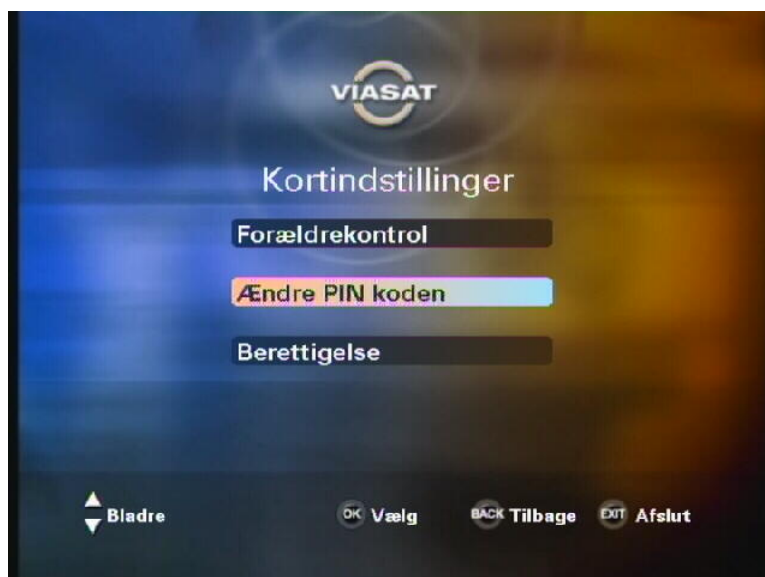 VIASAT
Kortindstillinger
Forældrekontrol
Ændre PIN koden
Berettigelse
Bladre OK Vælg BACK Tilbage EXIT Afslut